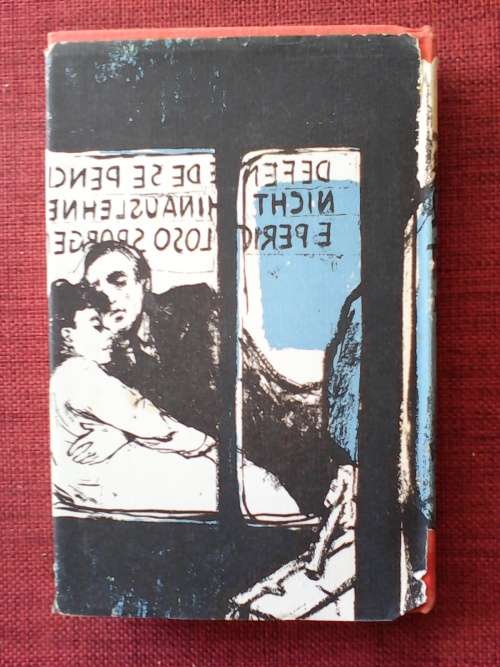 DEFEN E DE SE PENC
NICHT HINAUSLEHNE
E PERIC LOSO SPORGE